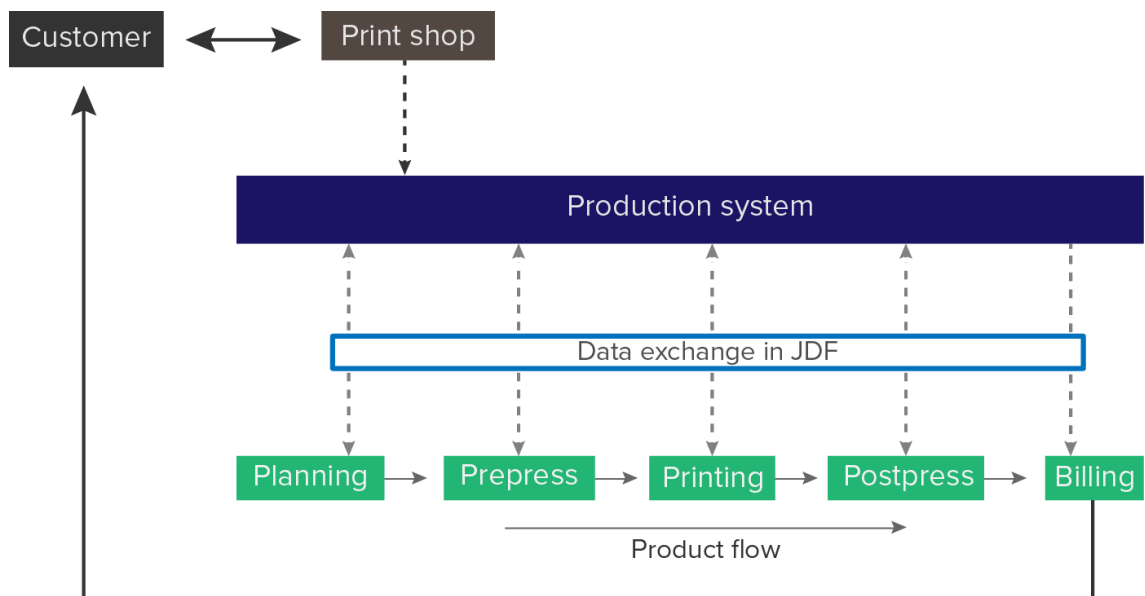 Customer
Print shop
Production system
Data exchange in JDF
Planning
Prepress
Printing
Postpress
Billing
Product flow